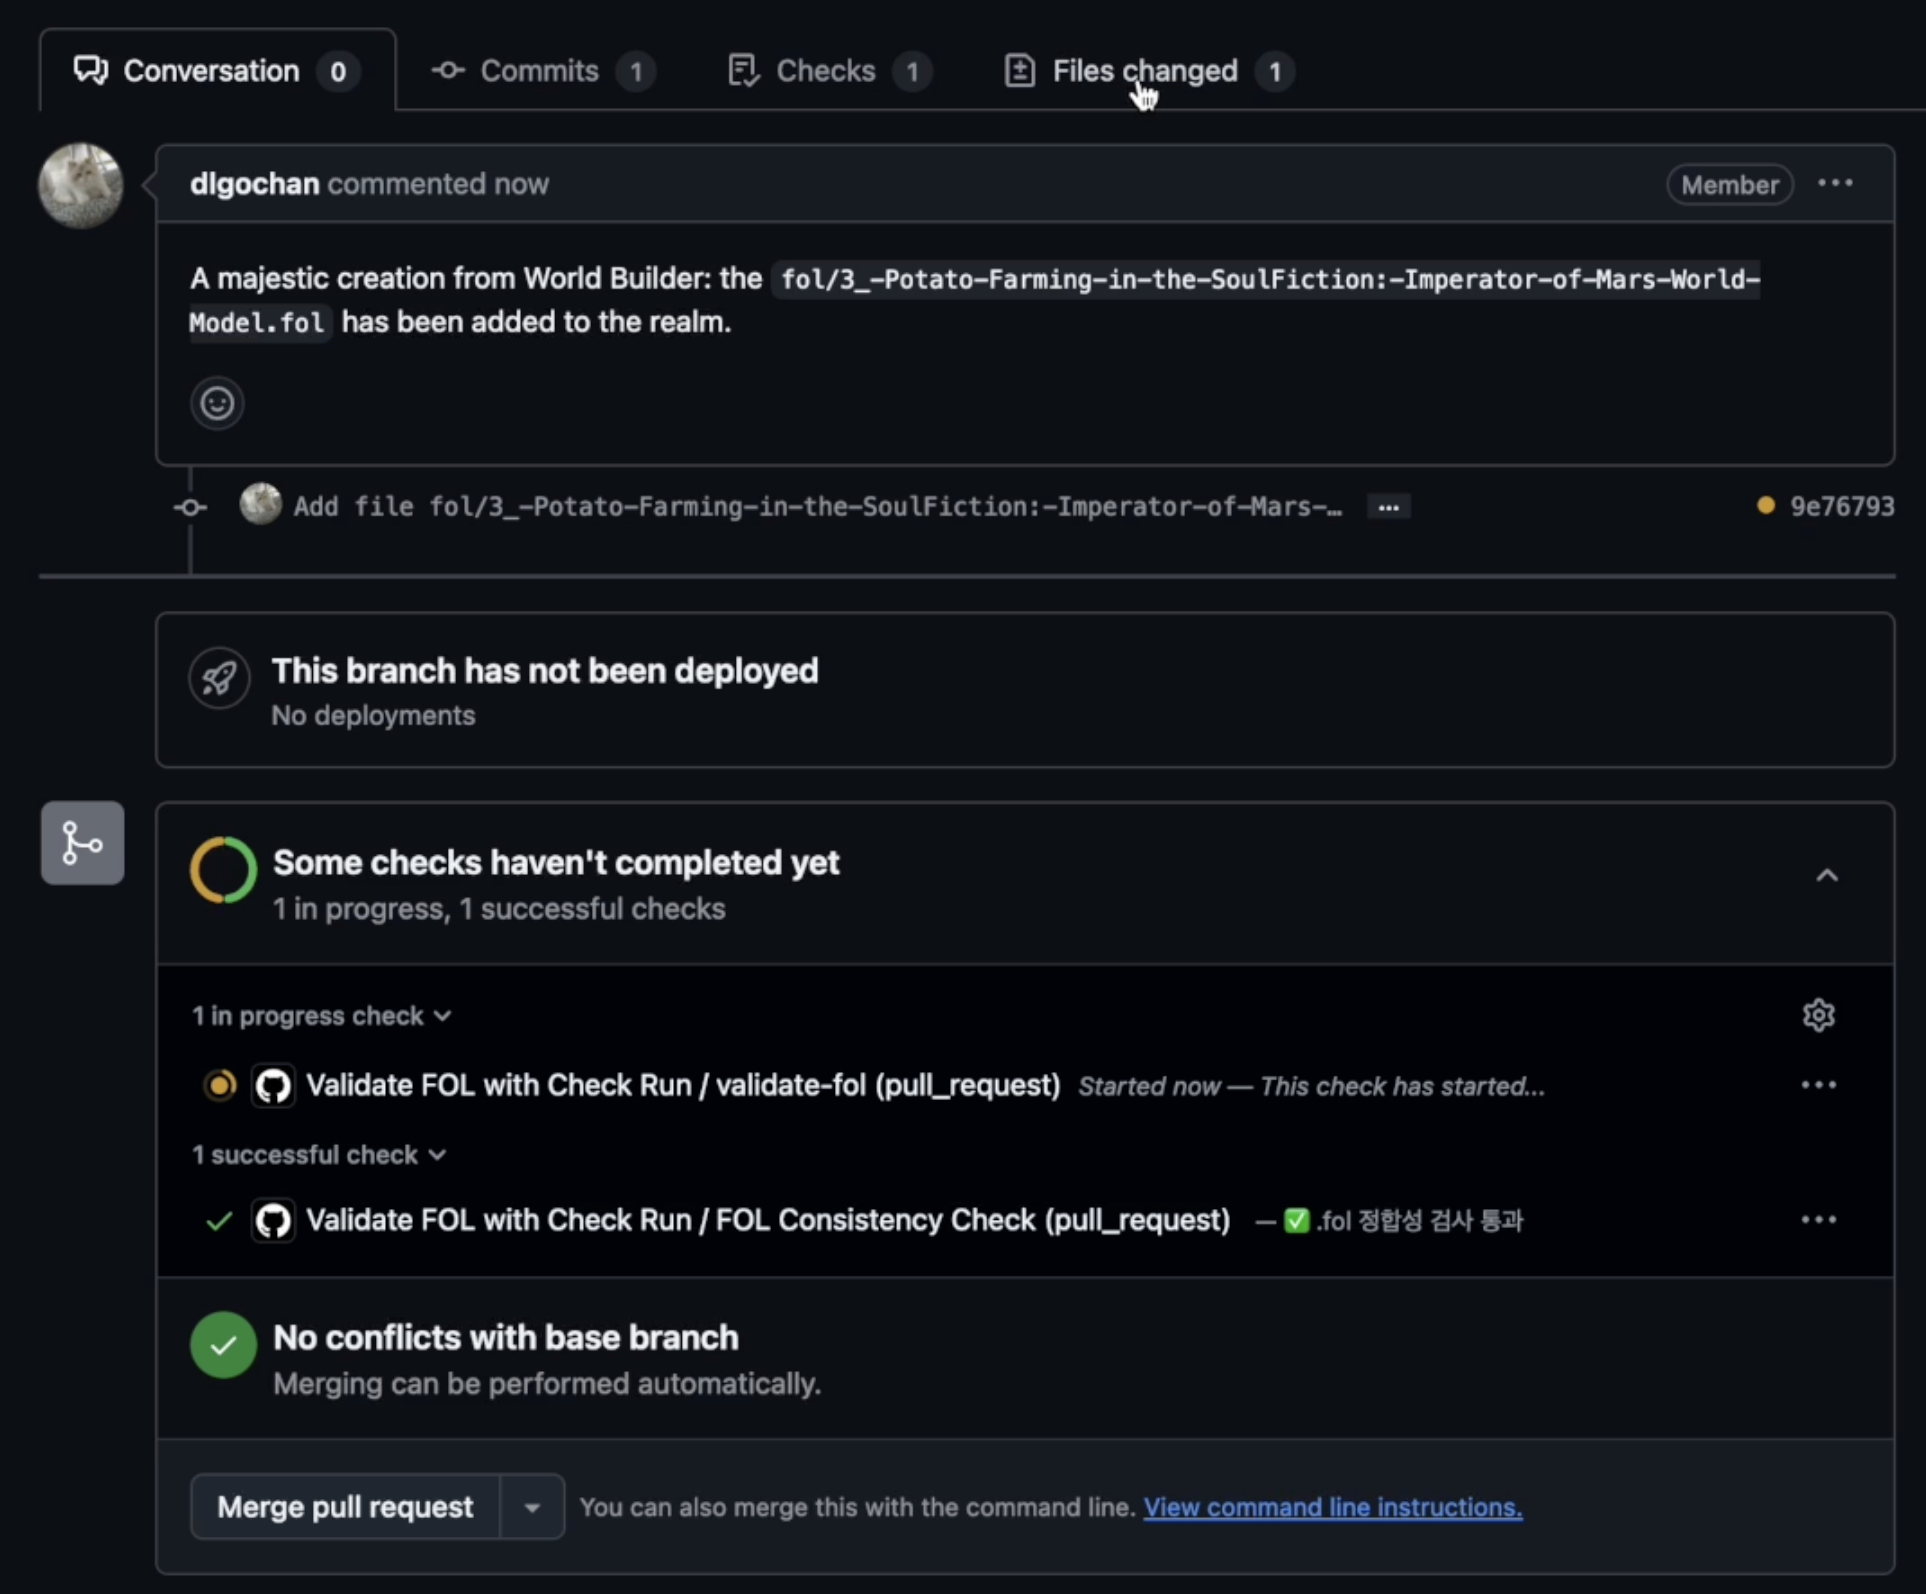 Conversation 0 Commits 1 Checks 1 Files changed 1
dlgochan commented now Member
A majestic creation from World Builder: the fol/3_-Potato-Farming-in-the-SoulFiction:-Imperator-of-Mars-World-
Model.fol has been added to the realm.
Add file fol/3_-Potato-Farming-in-the-SoulFiction:-Imperator-of-Mars-… 9e76793
This branch has not been deployed
No deployments
Some checks haven't completed yet
1 in progress, 1 successful checks
1 in progress check
Validate FOL with Check Run / validate-fol (pull_request) Started now — This check has started...
1 successful check
Validate FOL with Check Run / FOL Consistency Check (pull_request) — ✅ .fol 정합성 검사 통과
No conflicts with base branch
Merging can be performed automatically.
Merge pull request You can also merge this with the command line. View command line instructions.